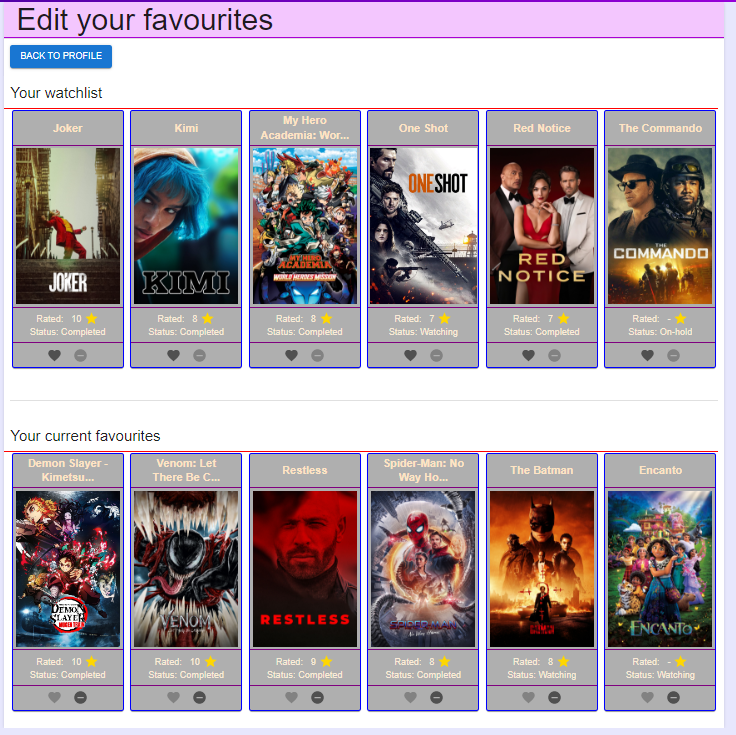 Edit your favourites
BACK TO PROFILE
Your watchlist
Joker
JOKER
Rated: 10
Status: Completed
Kimi
KIMI
Rated: 8
Status: Completed
My Hero
Academia: Wor...
MY HERO
ACADEMIA
WORLD HEROES MISSION
Rated: 8
Status: Completed
One Shot
ONE SHOT
Rated: 7
Status: Watching
Red Notice
RED
NOTICE
Rated: 7
Status: Completed
The Commando
THE
COMMANDO
Rated: -
Status: On-hold
Your current favourites
Demon Slayer -
Kimetsu...
DEMON
SLAYER
Rated: 10
Status: Completed
Venom: Let
There Be C...
VENOM
Rated: 10
Status: Completed
Restless
RESTLESS
Rated: 9
Status: Completed
Spider-Man: No
Way Ho...
SPIDER-MAN
Rated: 8
Status: Completed
The Batman
Rated: 8
Status: Watching
Encanto
ENCANTO
Rated: -
Status: Watching